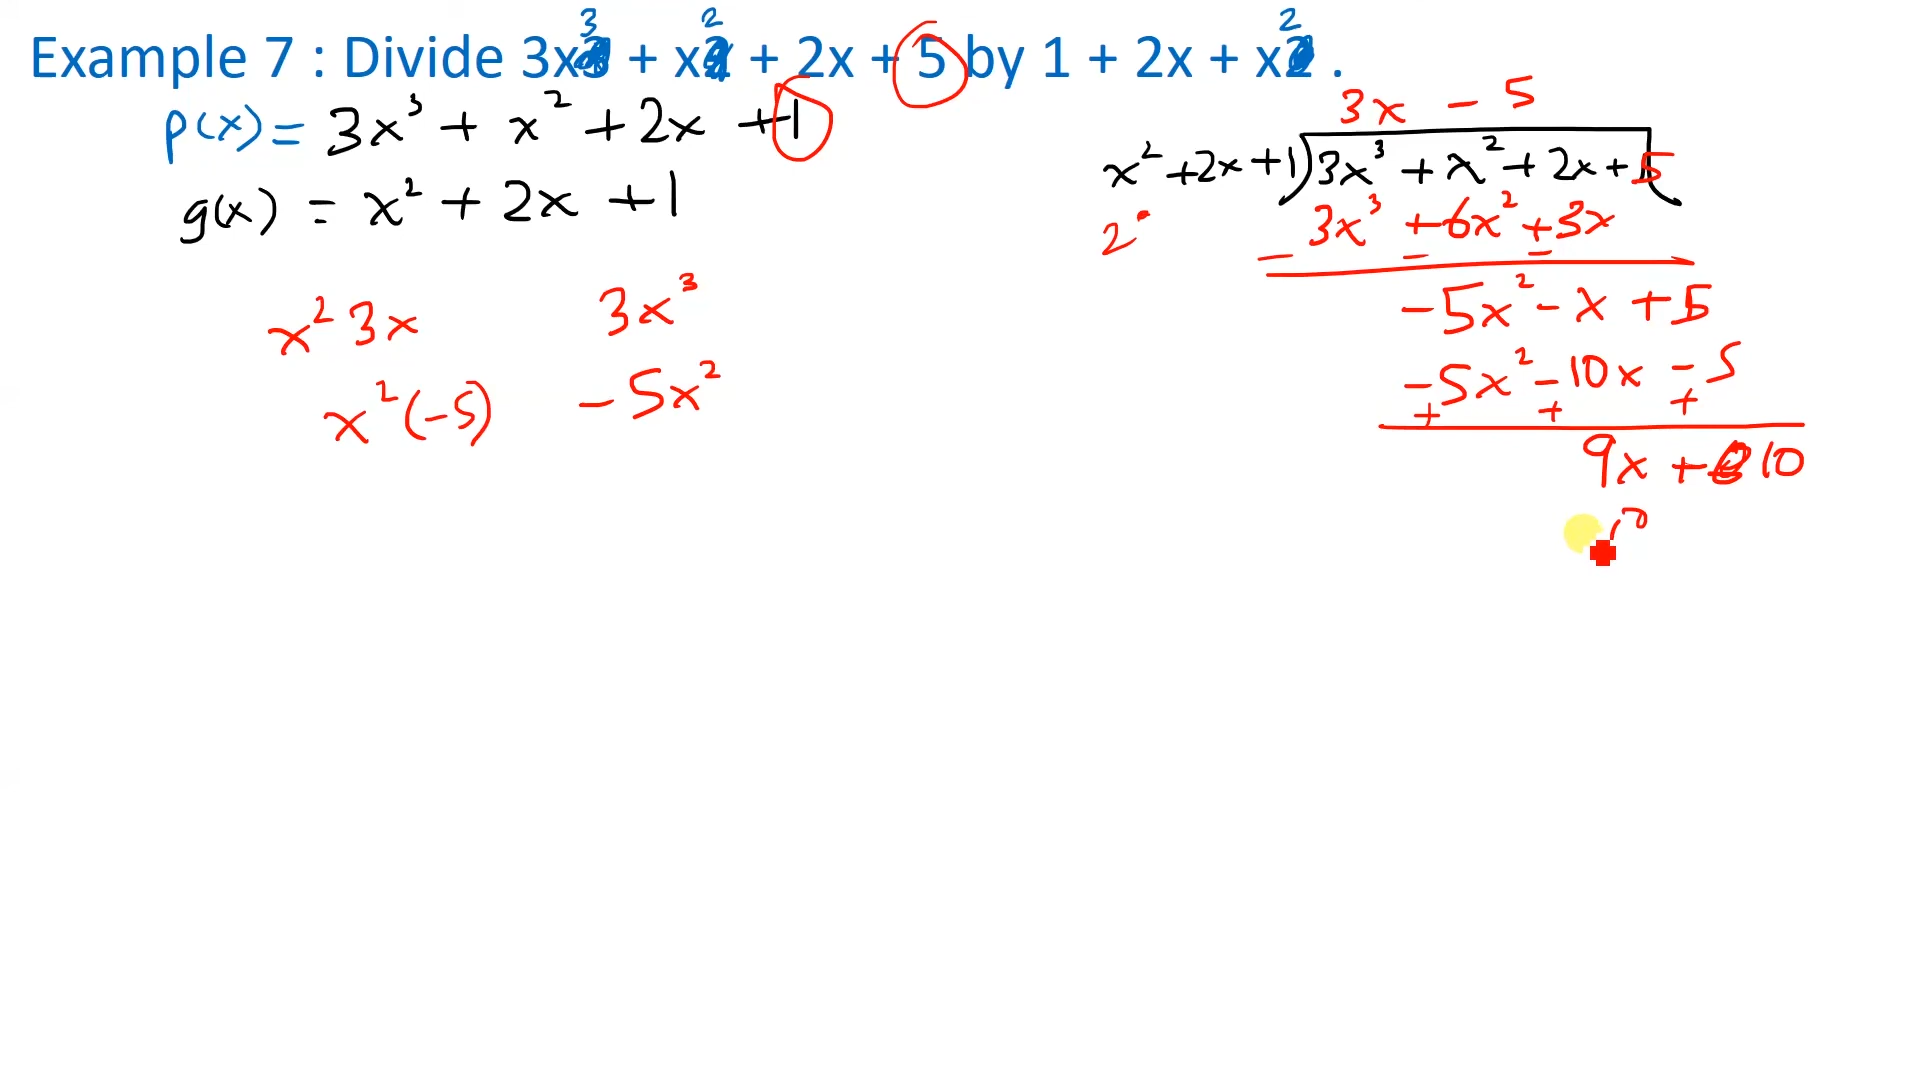 Example 7 : Divide 3x³ + x² + 2x + 5 by 1 + 2x + x² .
p(x) = 3x³ + x² + 2x + 1
g(x) = x² + 2x + 1
x² 3x 3x³
x² (-5) - 5x²
3x - 5
x² + 2x + 1 ) 3x³ + x² + 2x + 5
2
3x³ + 6x² + 3x
- - -
- 5x² - x + 5
- 5x² - 10x - 5
+ + +
9x + 10